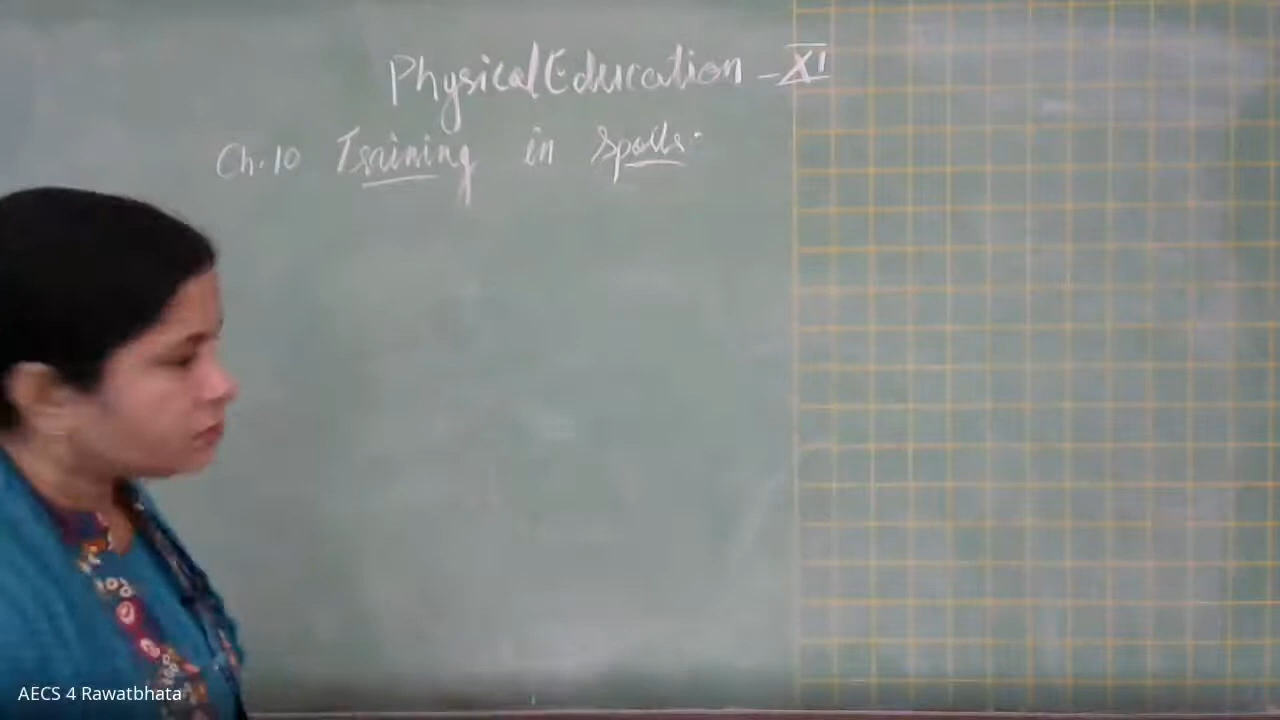 Physical Education - XI
Ch.10 Training in Sports.
AECS 4 Rawatbhata